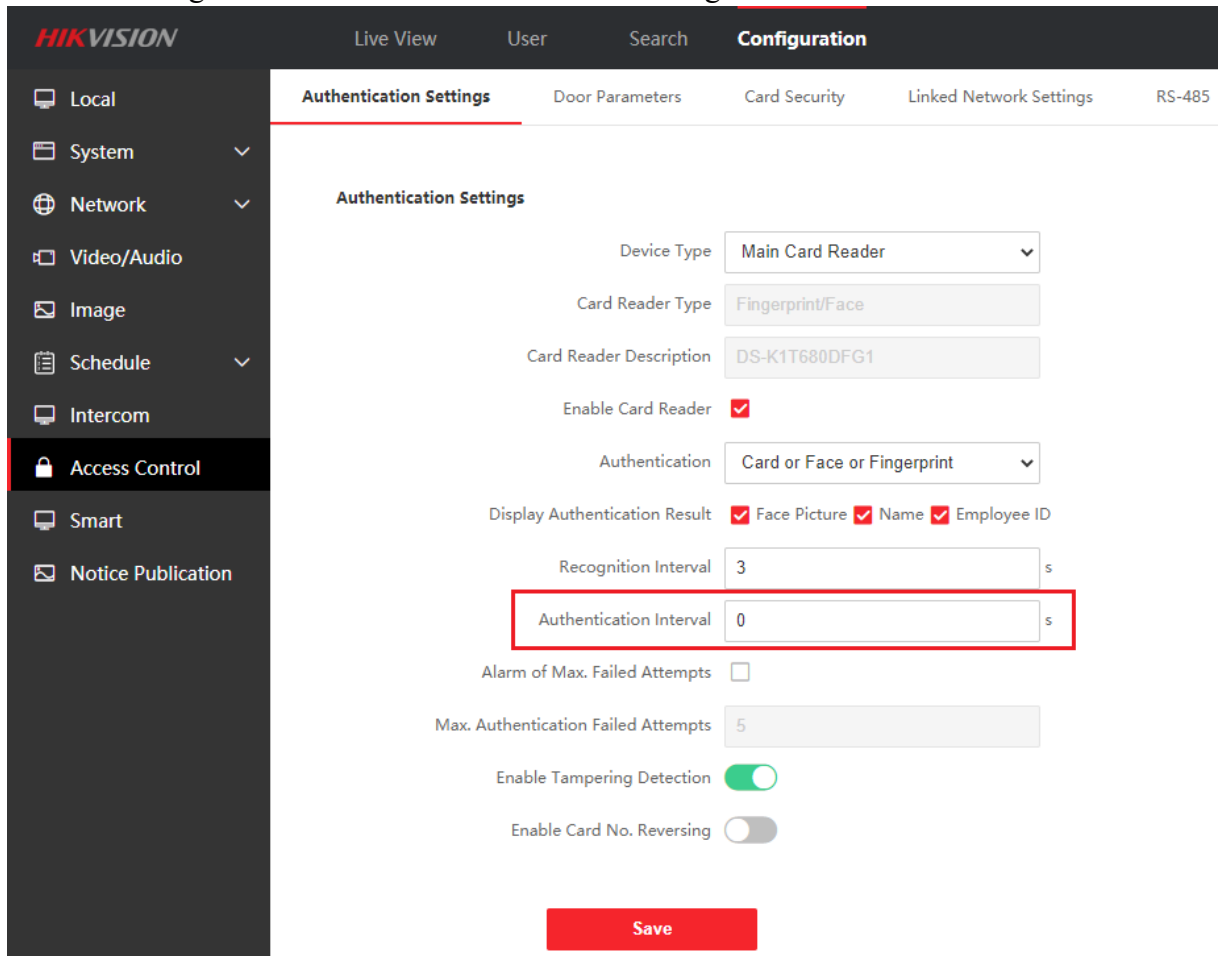 HIKVISION Live View User Search Configuration
Local
System
Network
Video/Audio
Image
Schedule
Intercom
Access Control
Smart
Notice Publication
Authentication Settings Door Parameters Card Security Linked Network Settings RS-485
Authentication Settings
Device Type Main Card Reader
Card Reader Type Fingerprint/Face
Card Reader Description DS-K1T680DFG1
Enable Card Reader
Authentication Card or Face or Fingerprint
Display Authentication Result Face Picture Name Employee ID
Recognition Interval 3 s
Authentication Interval 0 s
Alarm of Max. Failed Attempts
Max. Authentication Failed Attempts 5
Enable Tampering Detection
Enable Card No. Reversing
Save